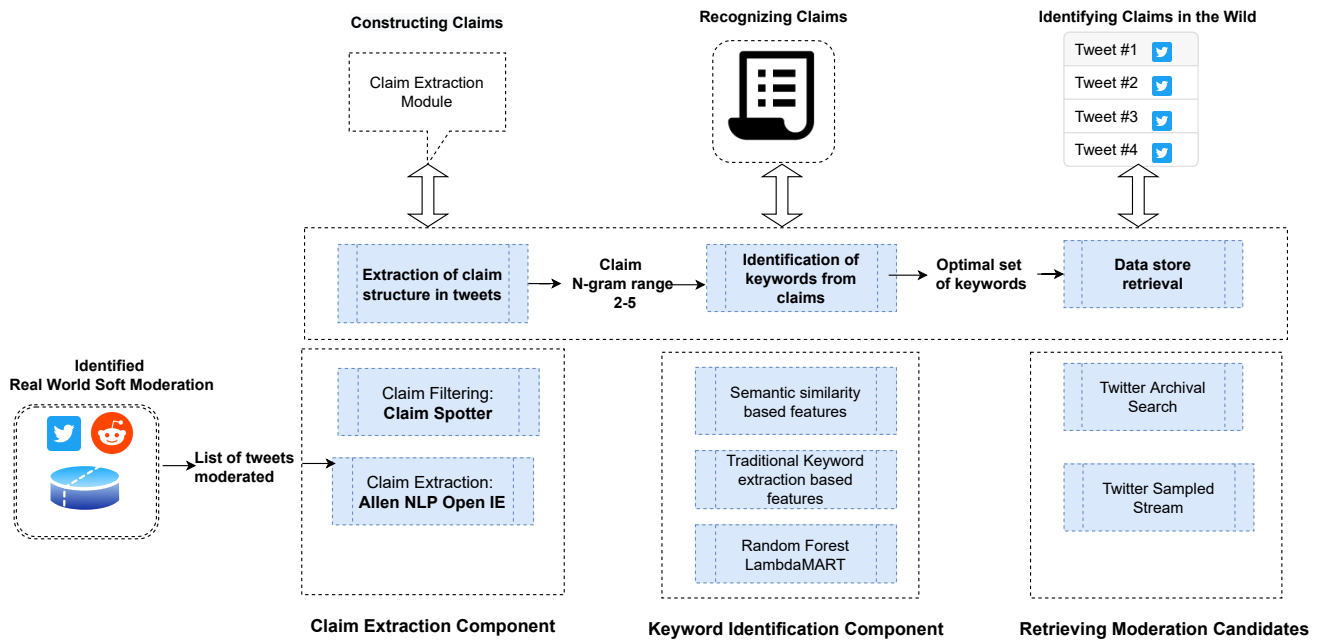 Constructing Claims
Recognizing Claims
Identifying Claims in the Wild
Claim Extraction
Module
Tweet #1
Tweet #2
Tweet #3
Tweet #4
Extraction of claim
structure in tweets
Claim
N-gram range
2-5
Identification of
keywords from
claims
Optimal set
of keywords
Data store
retrieval
Identified
Real World Soft Moderation
List of tweets
moderated
Claim Filtering:
Claim Spotter
Claim Extraction:
Allen NLP Open IE
Semantic similarity
based features
Traditional Keyword
extraction based
features
Random Forest
LambdaMART
Twitter Archival
Search
Twitter Sampled
Stream
Claim Extraction Component
Keyword Identification Component
Retrieving Moderation Candidates